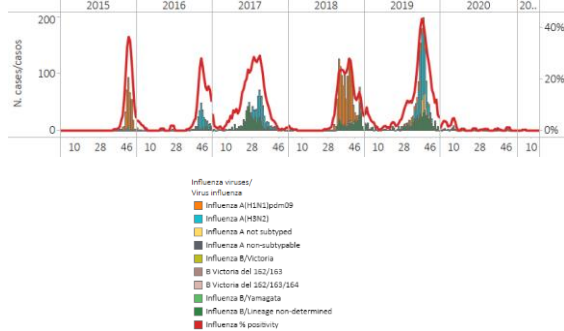 2015 2016 2017 2018 2019 2020 20..
200 40%
N. cases/casos
100 20%
0 0%
10 28 46 10 28 46 10 28 46 10 28 46 10 28 46 10 28 46 10
Influenza viruses/
Virus influenza
Influenza A(H1N1)pdm09
Influenza A(H3N2)
Influenza A not subtyped
Influenza A non-subtypable
Influenza B/Victoria
B Victoria del 162/163
B Victoria del 162/163/164
Influenza B/Yamagata
Influenza B/Lineage non-determined
Influenza % positivity